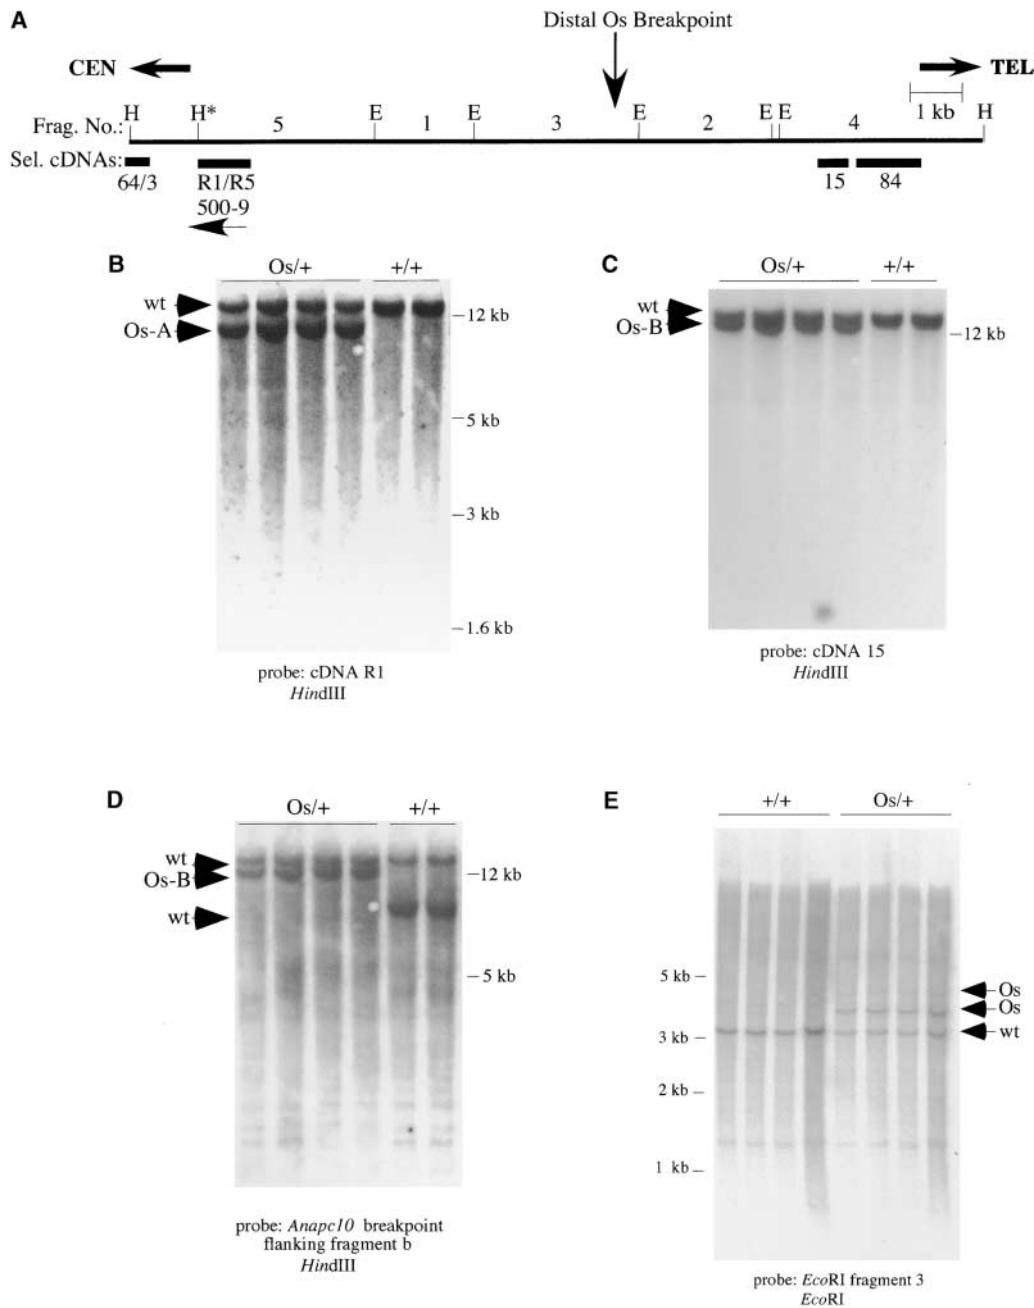 A
Distal Os Breakpoint
CEN
TEL
H H* E E E E E H
Frag. No.: 5 1 3 2 4 1 kb
Sel. cDNAs:
64/3 R1/R5 15 84
500-9
B
Os/+ +/+
wt
Os-A
12 kb
5 kb
3 kb
1.6 kb
probe: cDNA R1
HindIII
C
Os/+ +/+
wt
Os-B
12 kb
probe: cDNA 15
HindIII
D
Os/+ +/+
wt
Os-B
wt
12 kb
5 kb
probe: Anapc10 breakpoint
flanking fragment b
HindIII
E
+/+ Os/+
5 kb
3 kb
2 kb
1 kb
Os
Os
wt
probe: EcoRI fragment 3
EcoRI